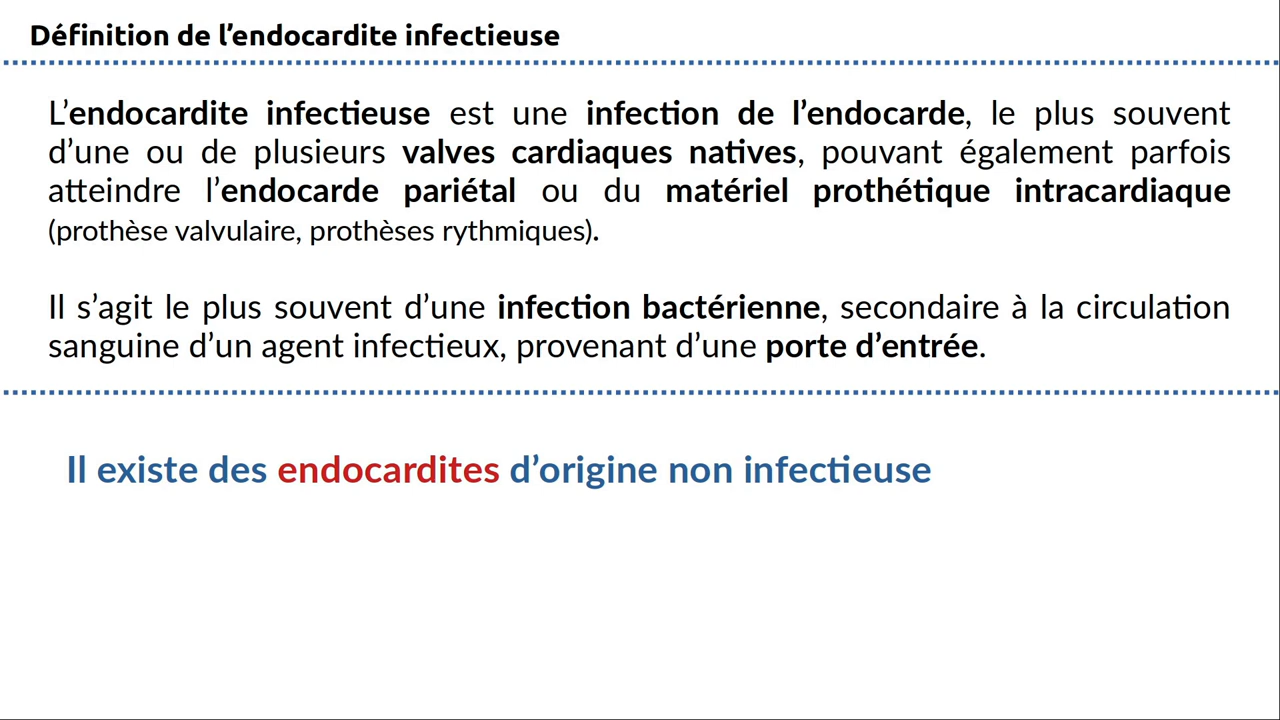 Définition de l’endocardite infectieuse
L’endocardite infectieuse est une infection de l’endocarde, le plus souvent
d’une ou de plusieurs valves cardiaques natives, pouvant également parfois
atteindre l’endocarde pariétal ou du matériel prothétique intracardiaque
(prothèse valvulaire, prothèses rythmiques).
Il s’agit le plus souvent d’une infection bactérienne, secondaire à la circulation
sanguine d’un agent infectieux, provenant d’une porte d’entrée.
Il existe des endocardites d’origine non infectieuse